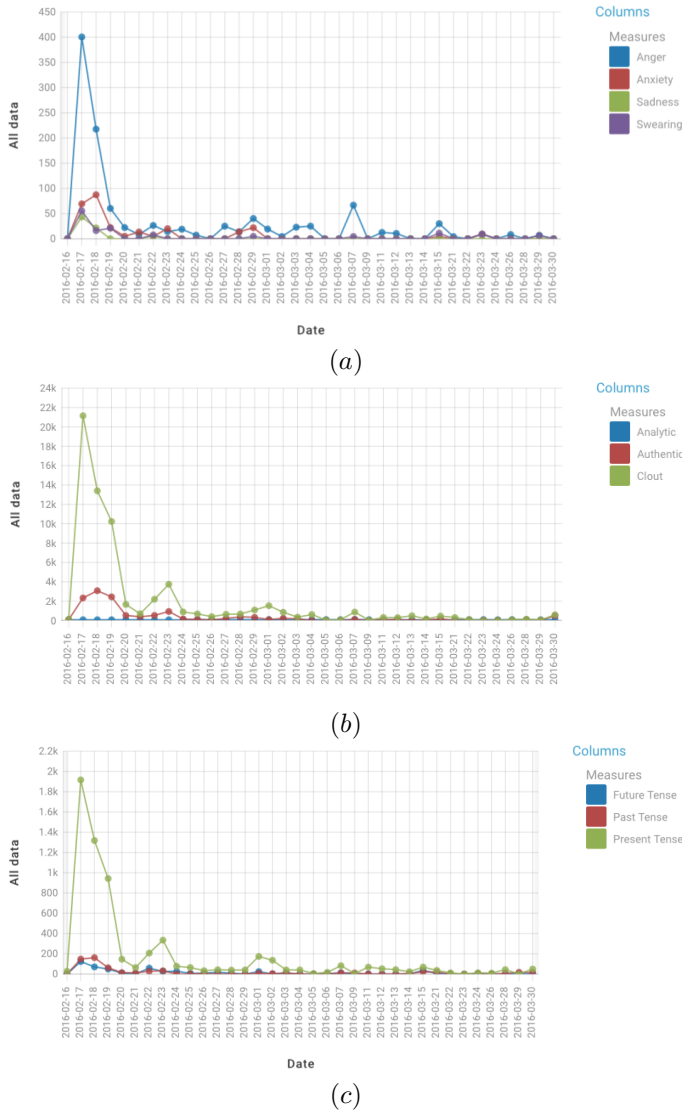 Columns
Measures
Anger
Anxiety
Sadness
Swearing
All data
450
400
350
300
250
200
150
100
50
0
2016-02-16
2016-02-17
2016-02-18
2016-02-19
2016-02-20
2016-02-21
2016-02-22
2016-02-23
2016-02-24
2016-02-25
2016-02-26
2016-02-27
2016-02-28
2016-02-29
2016-03-01
2016-03-02
2016-03-03
2016-03-04
2016-03-05
2016-03-06
2016-03-07
2016-03-09
2016-03-11
2016-03-12
2016-03-13
2016-03-14
2016-03-15
2016-03-21
2016-03-22
2016-03-23
2016-03-24
2016-03-26
2016-03-28
2016-03-29
2016-03-30
Date
(a)
Columns
Measures
Analytic
Authentic
Clout
All data
24k
22k
20k
18k
16k
14k
12k
10k
8k
6k
4k
2k
0
2016-02-16
2016-02-17
2016-02-18
2016-02-19
2016-02-20
2016-02-21
2016-02-22
2016-02-23
2016-02-24
2016-02-25
2016-02-26
2016-02-27
2016-02-28
2016-02-29
2016-03-01
2016-03-02
2016-03-03
2016-03-04
2016-03-05
2016-03-06
2016-03-07
2016-03-09
2016-03-11
2016-03-12
2016-03-13
2016-03-14
2016-03-15
2016-03-21
2016-03-22
2016-03-23
2016-03-24
2016-03-26
2016-03-28
2016-03-29
2016-03-30
(b)
Columns
Measures
Future Tense
Past Tense
Present Tense
All data
2.2k
2k
1.8k
1.6k
1.4k
1.2k
1k
800
600
400
200
0
2016-02-16
2016-02-17
2016-02-18
2016-02-19
2016-02-20
2016-02-21
2016-02-22
2016-02-23
2016-02-24
2016-02-25
2016-02-26
2016-02-27
2016-02-28
2016-02-29
2016-03-01
2016-03-02
2016-03-03
2016-03-04
2016-03-05
2016-03-06
2016-03-07
2016-03-09
2016-03-11
2016-03-12
2016-03-13
2016-03-14
2016-03-15
2016-03-21
2016-03-22
2016-03-23
2016-03-24
2016-03-26
2016-03-28
2016-03-29
2016-03-30
Date
(c)